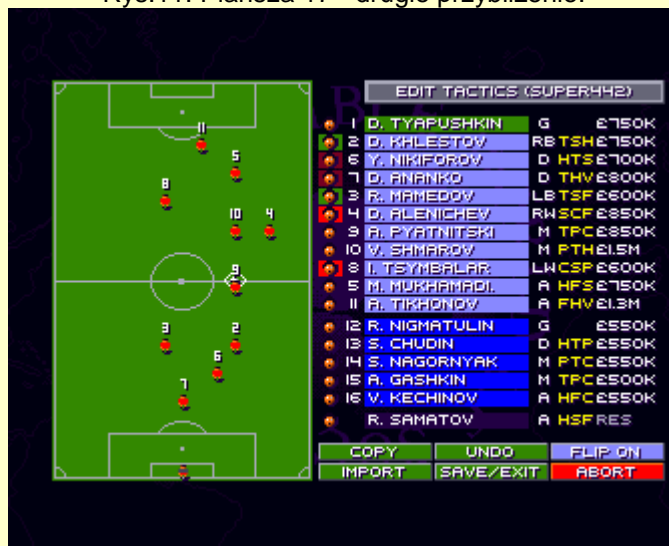 drugie przybliżenie.
EDIT TACTICS (SUPER442)
11
5
8
10 4
9
3 2
6
7
1 D. TYAPUSHKIN G £750K
2 D. KHLESTOV RB TSH £750K
6 Y. NIKIFOROV D HTS £700K
7 D. ANANKO D THV £800K
3 R. MAMEDOV LB TSF £600K
4 D. ALENICHEV RW SCF £850K
9 A. PYATNITSKI M TPC £850K
10 V. SHMAROV M PTH £1.5M
8 I. TSYMBALAR LW CSP £600K
5 M. MUKHAMADI. A HFS £750K
11 A. TIKHONOV A FHV £1.3M
12 R. NIGMATULIN G £550K
13 S. CHUDIN D HTP £550K
14 S. NAGORNYAK M PTC £550K
15 A. GASHKIN M TPC £500K
16 V. KECHINOV A HFC £550K
R. SAMATOV A HSF RES
COPY UNDO FLIP ON
IMPORT SAVE/EXIT ABORT